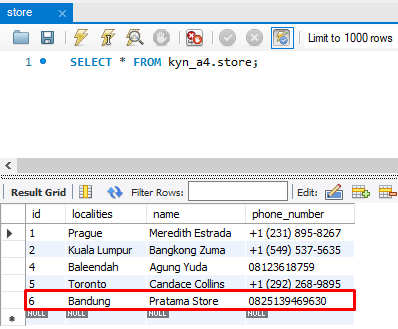 store ×
Limit to 1000 rows
1 SELECT * FROM kyn_a4.store;
Result Grid Filter Rows: Edit:
id localities name phone_number
1 Prague Meredith Estrada +1 (231) 895-8267
2 Kuala Lumpur Bangkong Zuma +1 (549) 537-5635
4 Baleendah Agung Yuda 08123618759
5 Toronto Candace Collins +1 (292) 268-9895
6 Bandung Pratama Store 0825139469630
NULL NULL NULL NULL